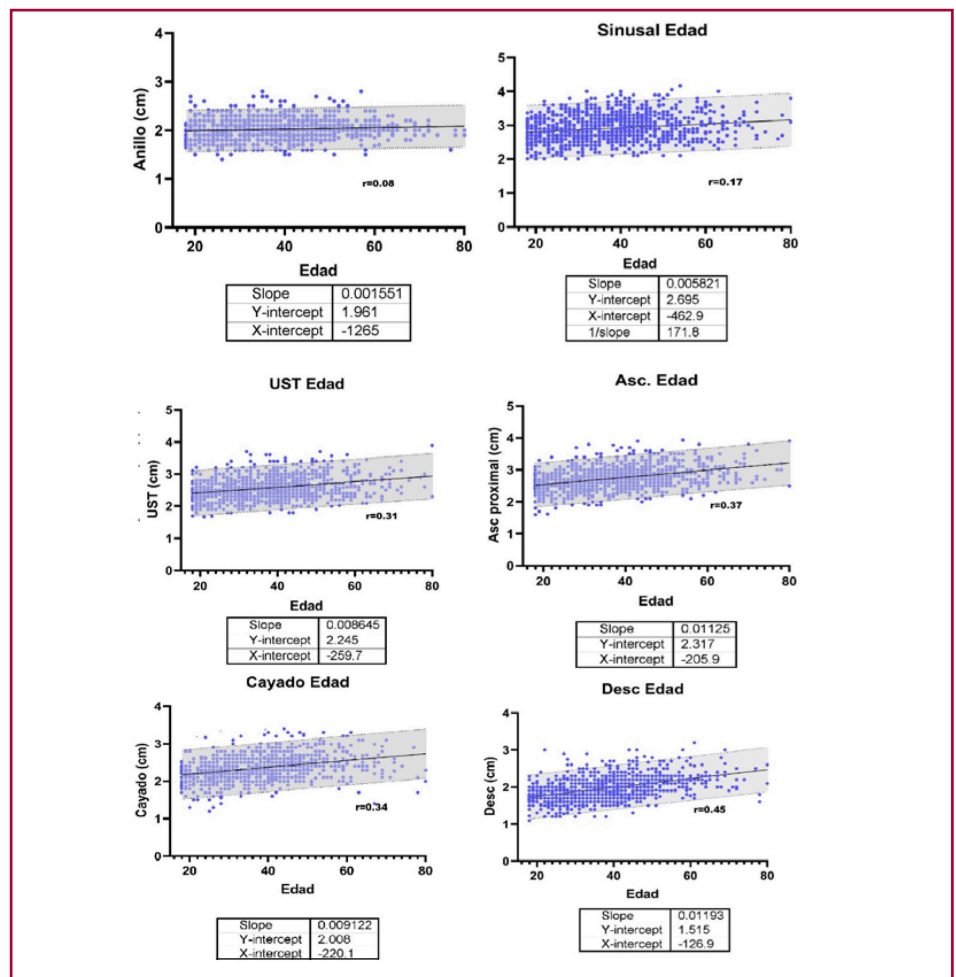 4
3
2
1
0
Anillo (cm)
r=0.08
20 40 60 80
Edad
Slope 0.001551
Y-intercept 1.961
X-intercept -1265
Sinusal Edad
5
4
3
2
1
0
r=0.17
20 40 60 80
Edad
Slope 0.005821
Y-intercept 2.695
X-intercept -462.9
1/slope 171.8
UST Edad
5
4
3
2
1
0
UST (cm)
r=0.31
20 40 60 80
Edad
Slope 0.008645
Y-intercept 2.245
X-intercept -259.7
Asc. Edad
5
4
3
2
1
0
Asc proximal (cm)
r=0.37
20 40 60 80
Edad
Slope 0.01125
Y-intercept 2.317
X-intercept -205.9
Cayado Edad
4
3
2
1
0
Cayado (cm)
r=0.34
20 40 60 80
Edad
Slope 0.009122
Y-intercept 2.008
X-intercept -220.1
Desc Edad
4
3
2
1
0
Desc (cm)
r=0.45
20 40 60 80
Edad
Slope 0.01193
Y-intercept 1.515
X-intercept -126.9